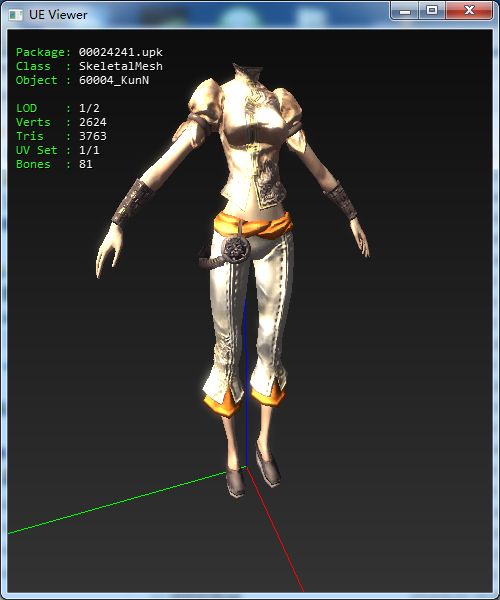 UE Viewer
Package: 00024241.upk
Class : SkeletalMesh
Object : 60004_KunN
LOD : 1/2
Verts : 2624
Tris : 3763
UV Set : 1/1
Bones : 81